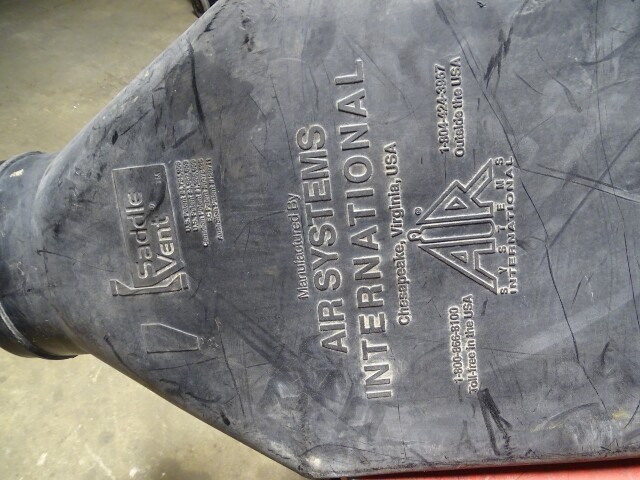 Saddle
Vent
Manufactured By
AIR SYSTEMS
INTERNATIONAL
Chesapeake, Virginia, USA
AIR®
SYSTEMS
INTERNATIONAL
1-800-866-8100
Toll-free in the USA
1-804-424-3967
Outside the USA